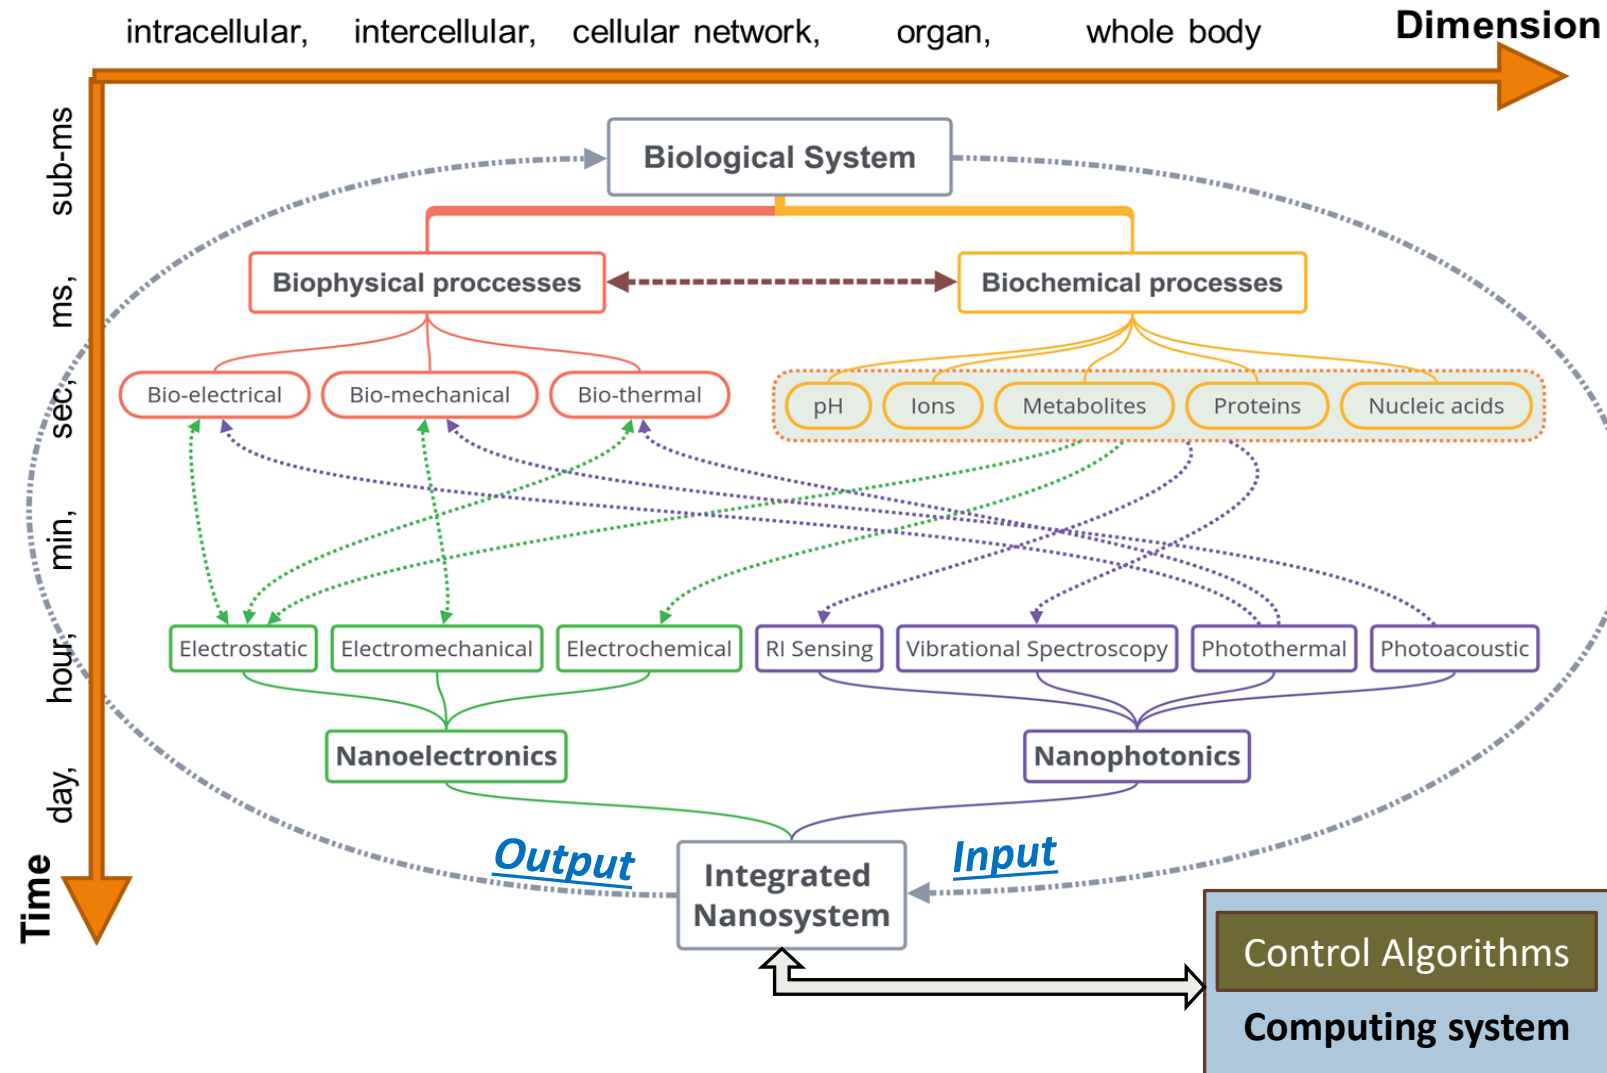 intracellular, intercellular, cellular network, organ, whole body
Dimension
sub-ms
ms,
sec,
min,
hour,
day,
Time
Biological System
Biophysical proccesses
Biochemical processes
Bio-electrical
Bio-mechanical
Bio-thermal
pH
Ions
Metabolites
Proteins
Nucleic acids
Electrostatic
Electromechanical
Electrochemical
RI Sensing
Vibrational Spectroscopy
Photothermal
Photoacoustic
Nanoelectronics
Nanophotonics
Output
Input
Integrated
Nanosystem
Control Algorithms
Computing system